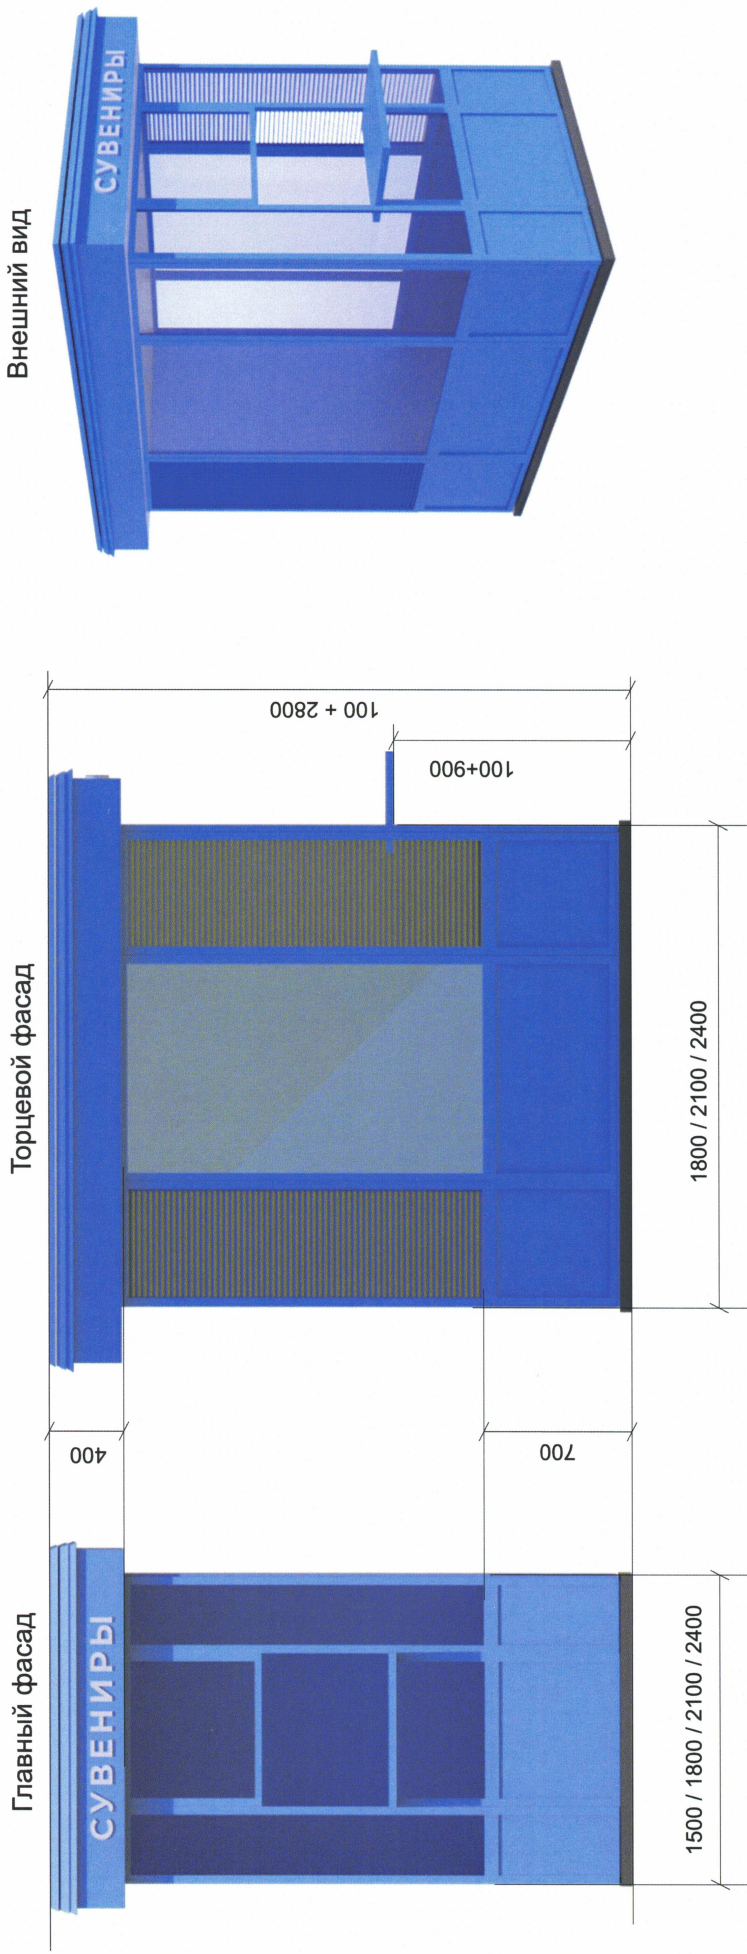 Главный фасад
Торцевой фасад
Внешний вид
СУВЕНИРЫ
СУВЕНИРЫ
400
700
100+900
100 + 2800
1500 / 1800 / 2100 / 2400
1800 / 2100 / 2400